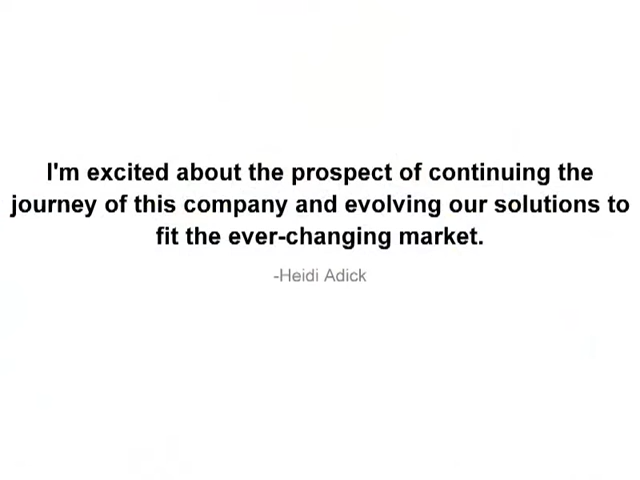 I'm excited about the prospect of continuing the
journey of this company and evolving our solutions to
fit the ever-changing market.
-Heidi Adick